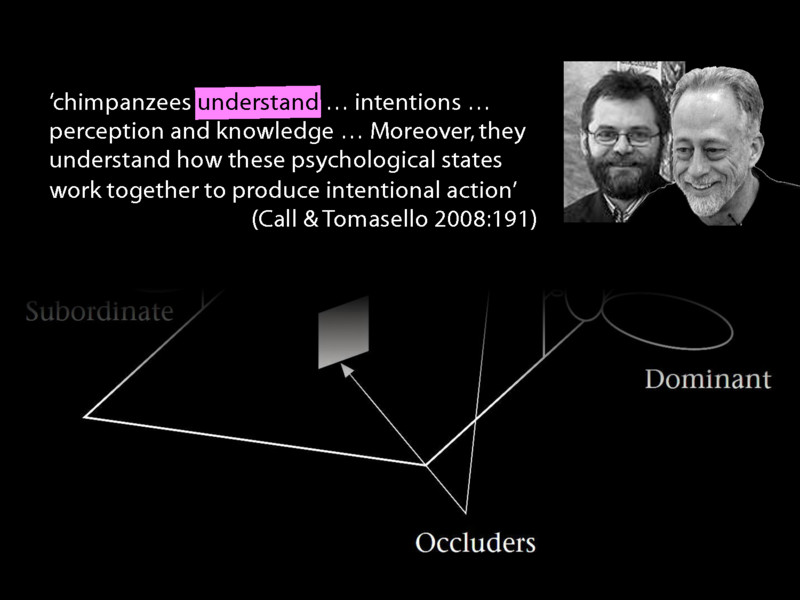 ‘chimpanzees understand … intentions …
perception and knowledge … Moreover, they
understand how these psychological states
work together to produce intentional action’
(Call & Tomasello 2008:191)
Subordinate
Dominant
Occluders